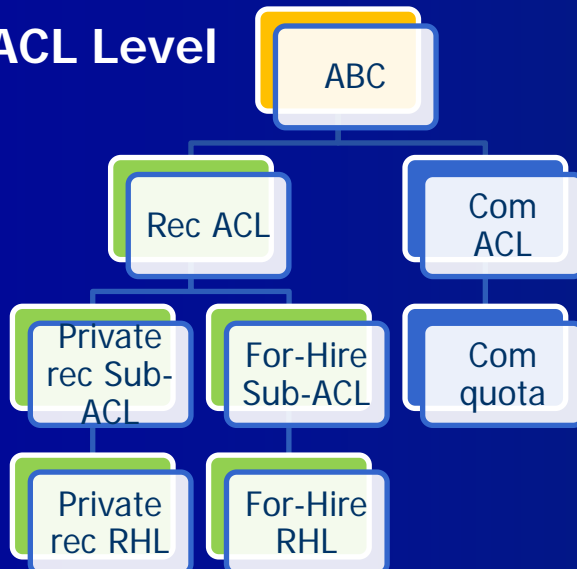 ACL Level
ABC
Rec ACL
Com
ACL
Private
rec Sub-
ACL
For-Hire
Sub-ACL
Com
quota
Private
rec RHL
For-Hire
RHL